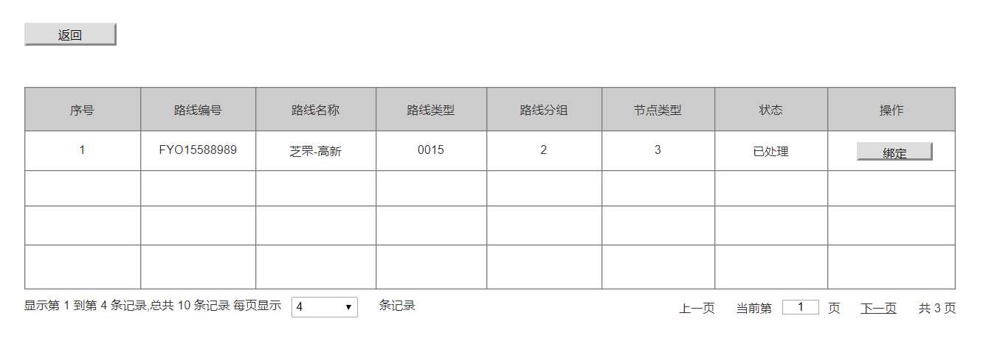 返回
序号 路线编号 路线名称 路线类型 路线分组 节点类型 状态 操作
1 FYO15588989 芝罘-高新 0015 2 3 已处理 绑定
显示第 1 到第 4 条记录,总共 10 条记录 每页显示 4 条记录 上一页 当前第 1 页 下一页 共 3 页